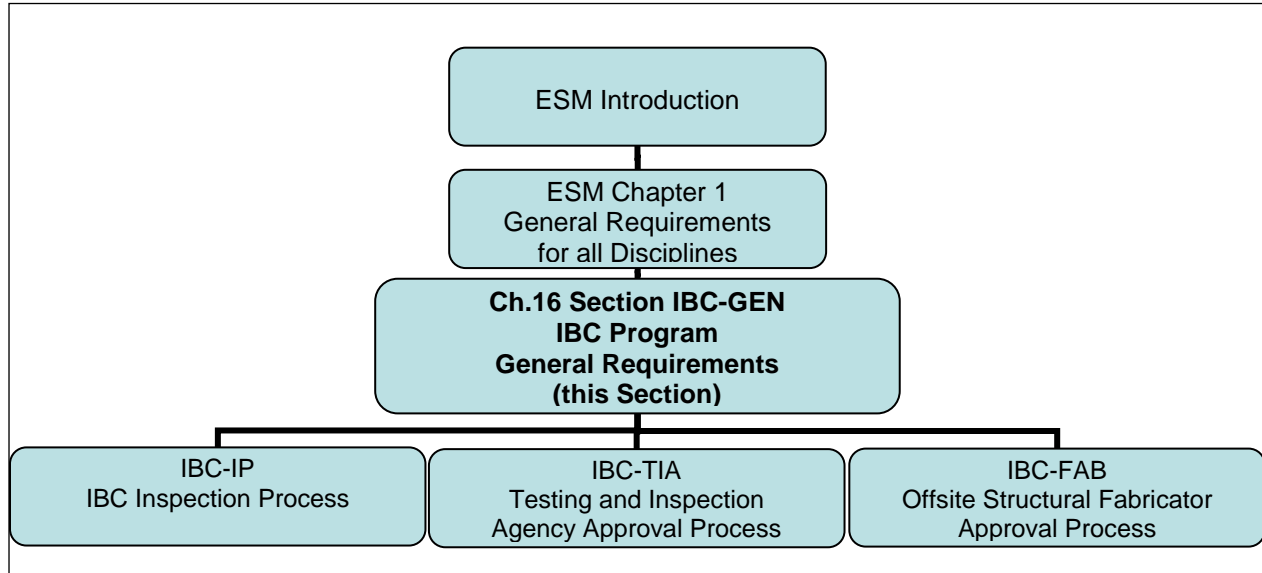 ESM Introduction
ESM Chapter 1
General Requirements
for all Disciplines
Ch.16 Section IBC-GEN
IBC Program
General Requirements
(this Section)
IBC-IP
IBC Inspection Process
IBC-TIA
Testing and Inspection
Agency Approval Process
IBC-FAB
Offsite Structural Fabricator
Approval Process